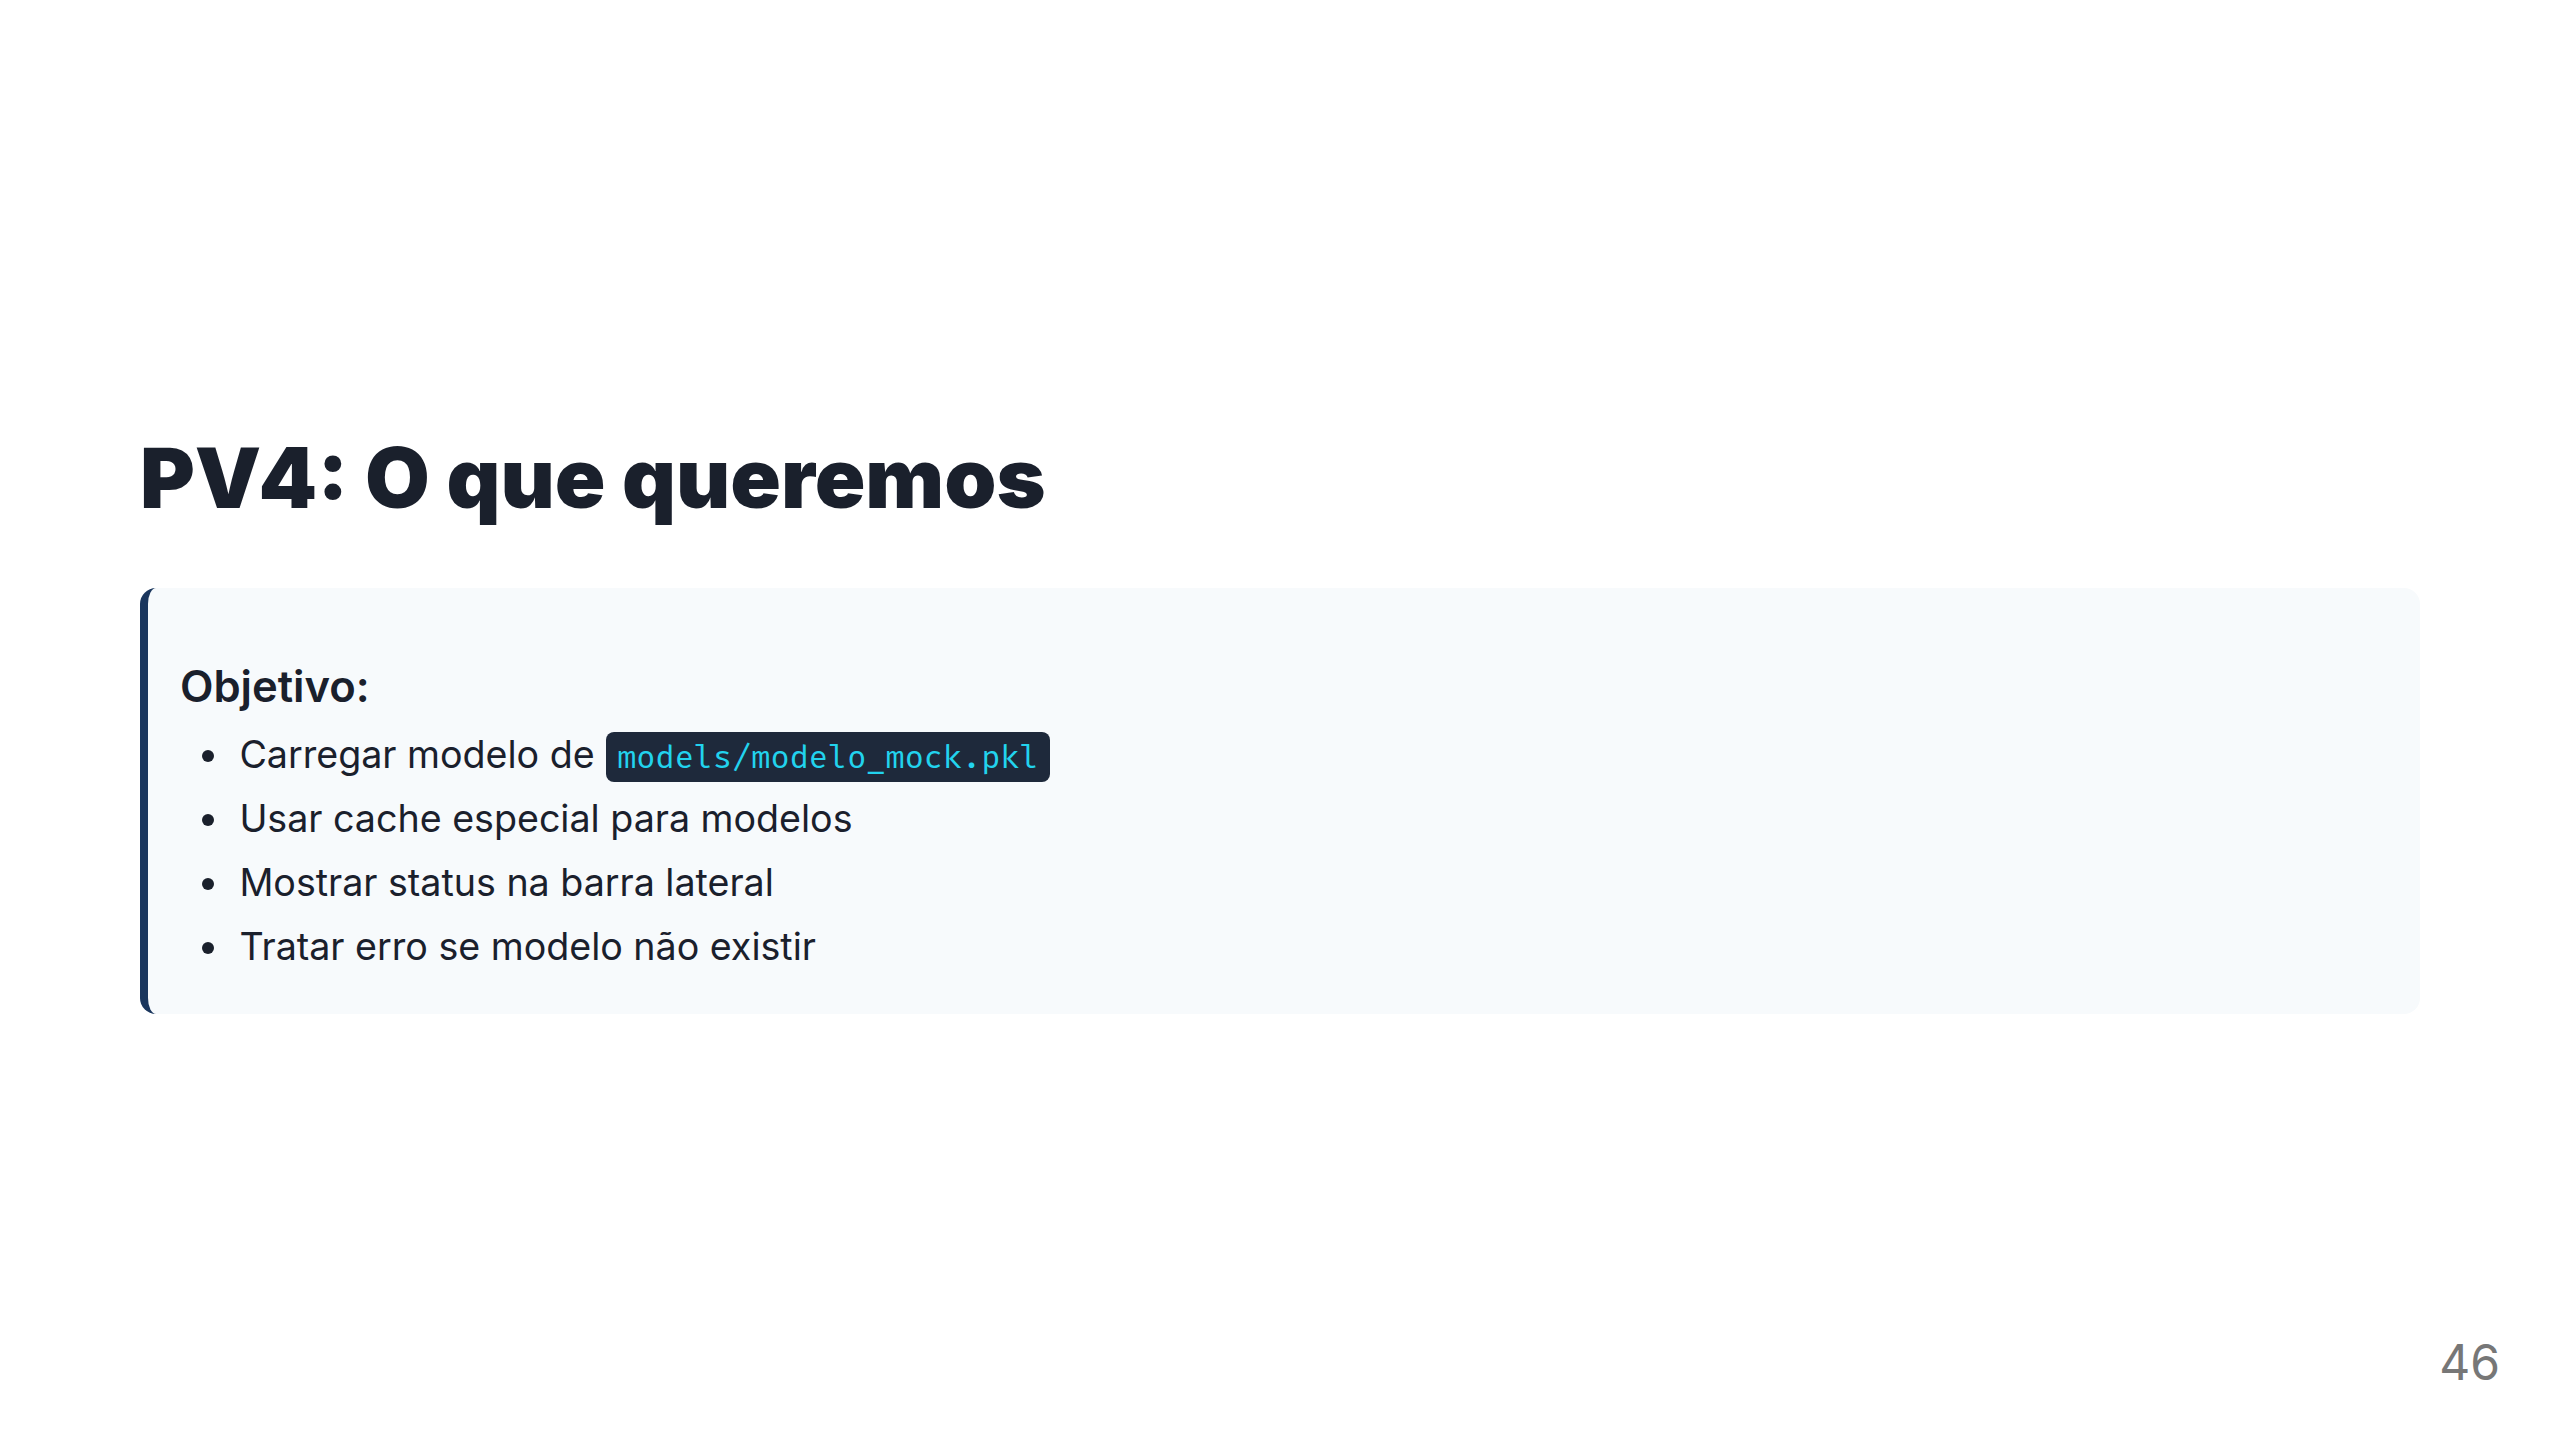 PV4: O que queremos
Objetivo:
• Carregar modelo de models/modelo_mock.pkl
• Usar cache especial para modelos
• Mostrar status na barra lateral
• Tratar erro se modelo não existir
46